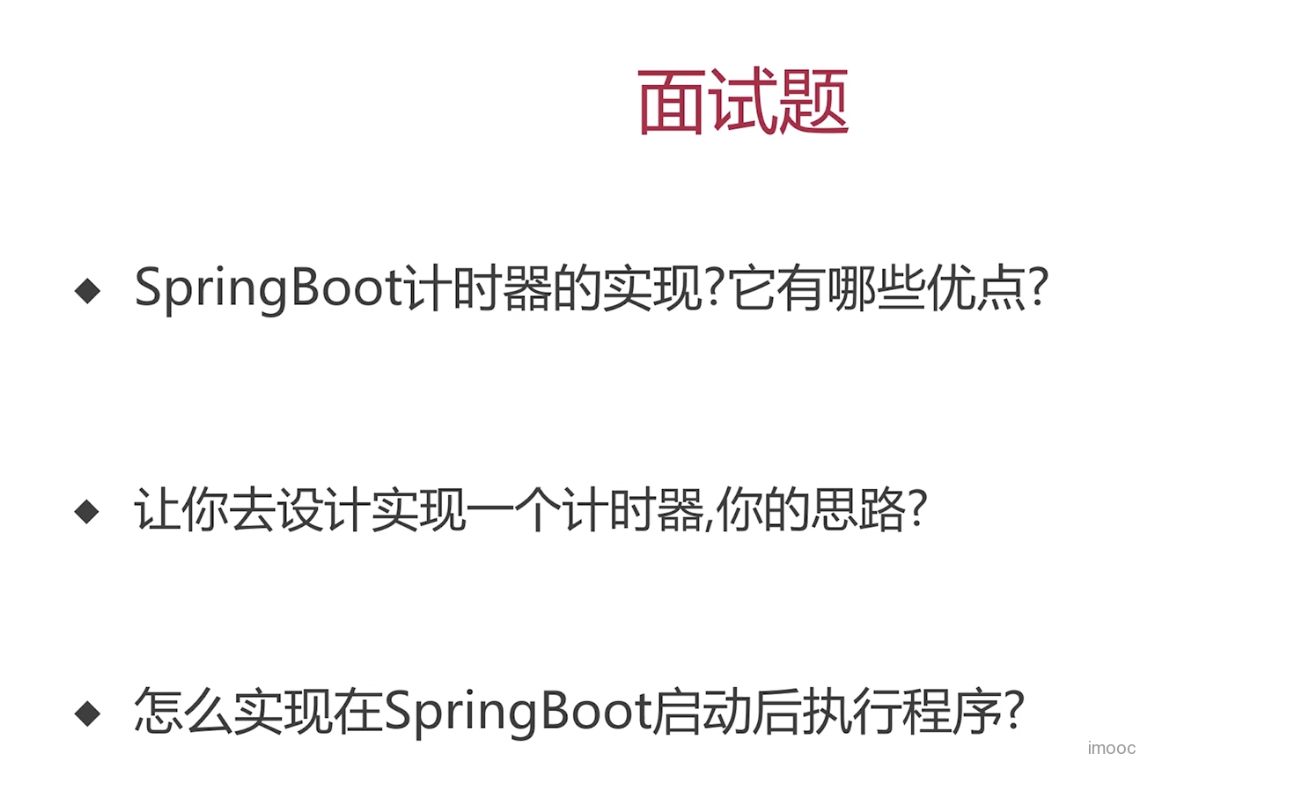 面试题
SpringBoot计时器的实现?它有哪些优点?
让你去设计实现一个计时器,你的思路?
怎么实现在SpringBoot启动后执行程序?
imooc